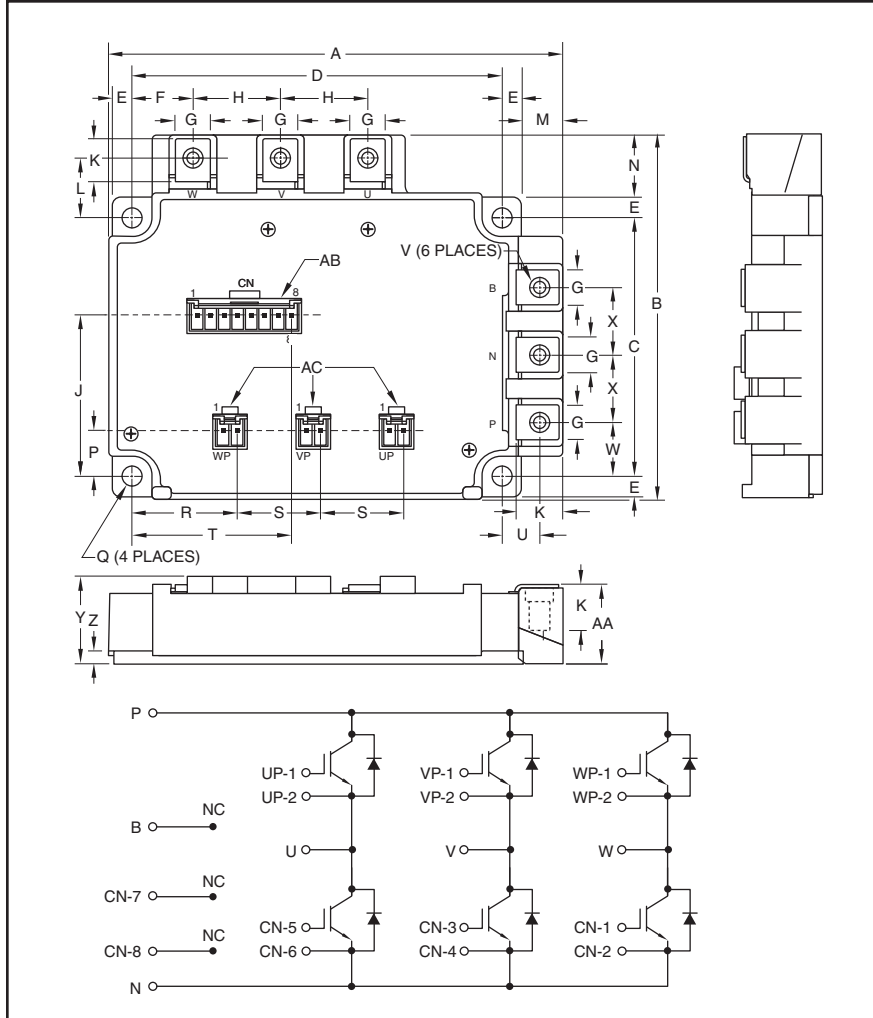 A
D
E F H H E M
G G G
K
L
N
E
W V U
V (6 PLACES)
AB
CN
1 8
8
B
N
P
G
G
G
X
X
W
B
C
E
J
P
AC
1 1 1
WP VP UP
R S S
T
K
U
Q (4 PLACES)
Y
Z
K
AA
P
UP-1 VP-1 WP-1
UP-2 VP-2 WP-2
NC
B
U V W
NC
CN-7
CN-5 CN-3 CN-1
NC
CN-8
CN-6 CN-4 CN-2
N